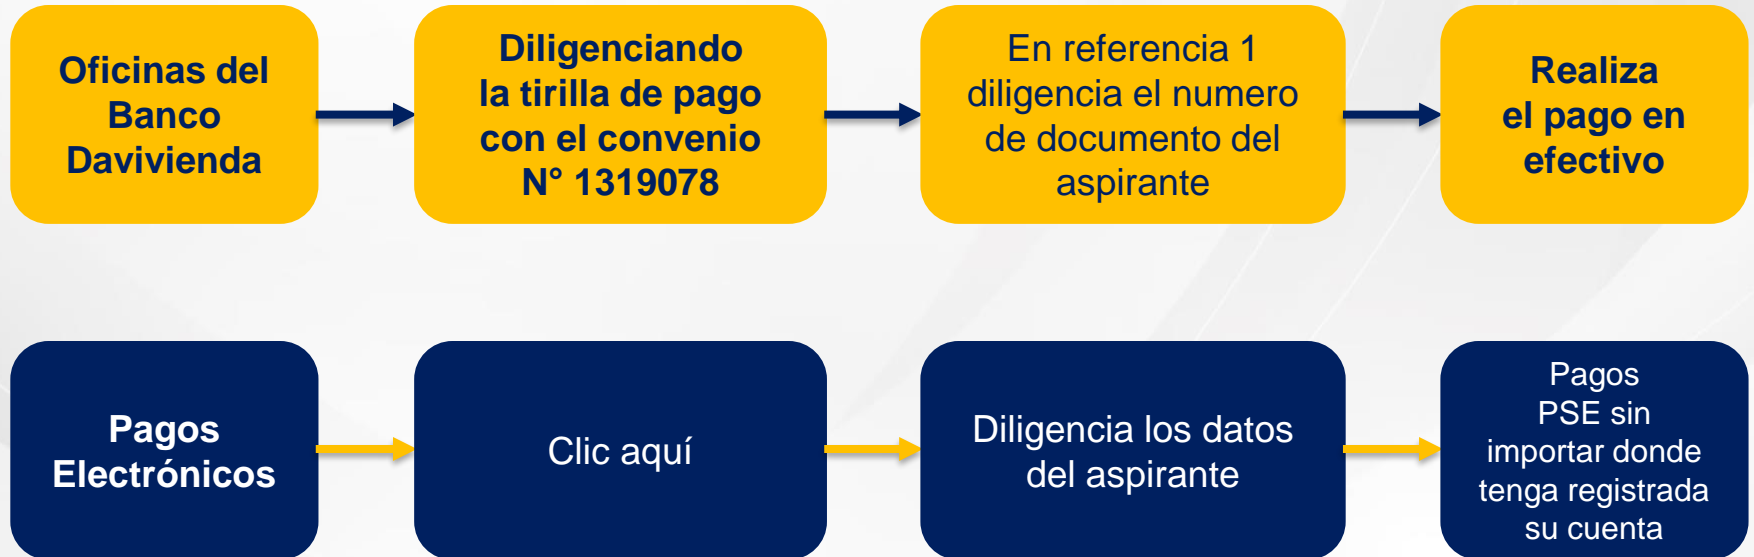 Oficinas del
Banco
Davivienda
Diligenciando
la tirilla de pago
con el convenio
N° 1319078
En referencia 1
diligencia el numero
de documento del
aspirante
Realiza
el pago en
efectivo
Pagos
Electrónicos
Clic aquí
Diligencia los datos
del aspirante
Pagos
PSE sin
importar donde
tenga registrada
su cuenta